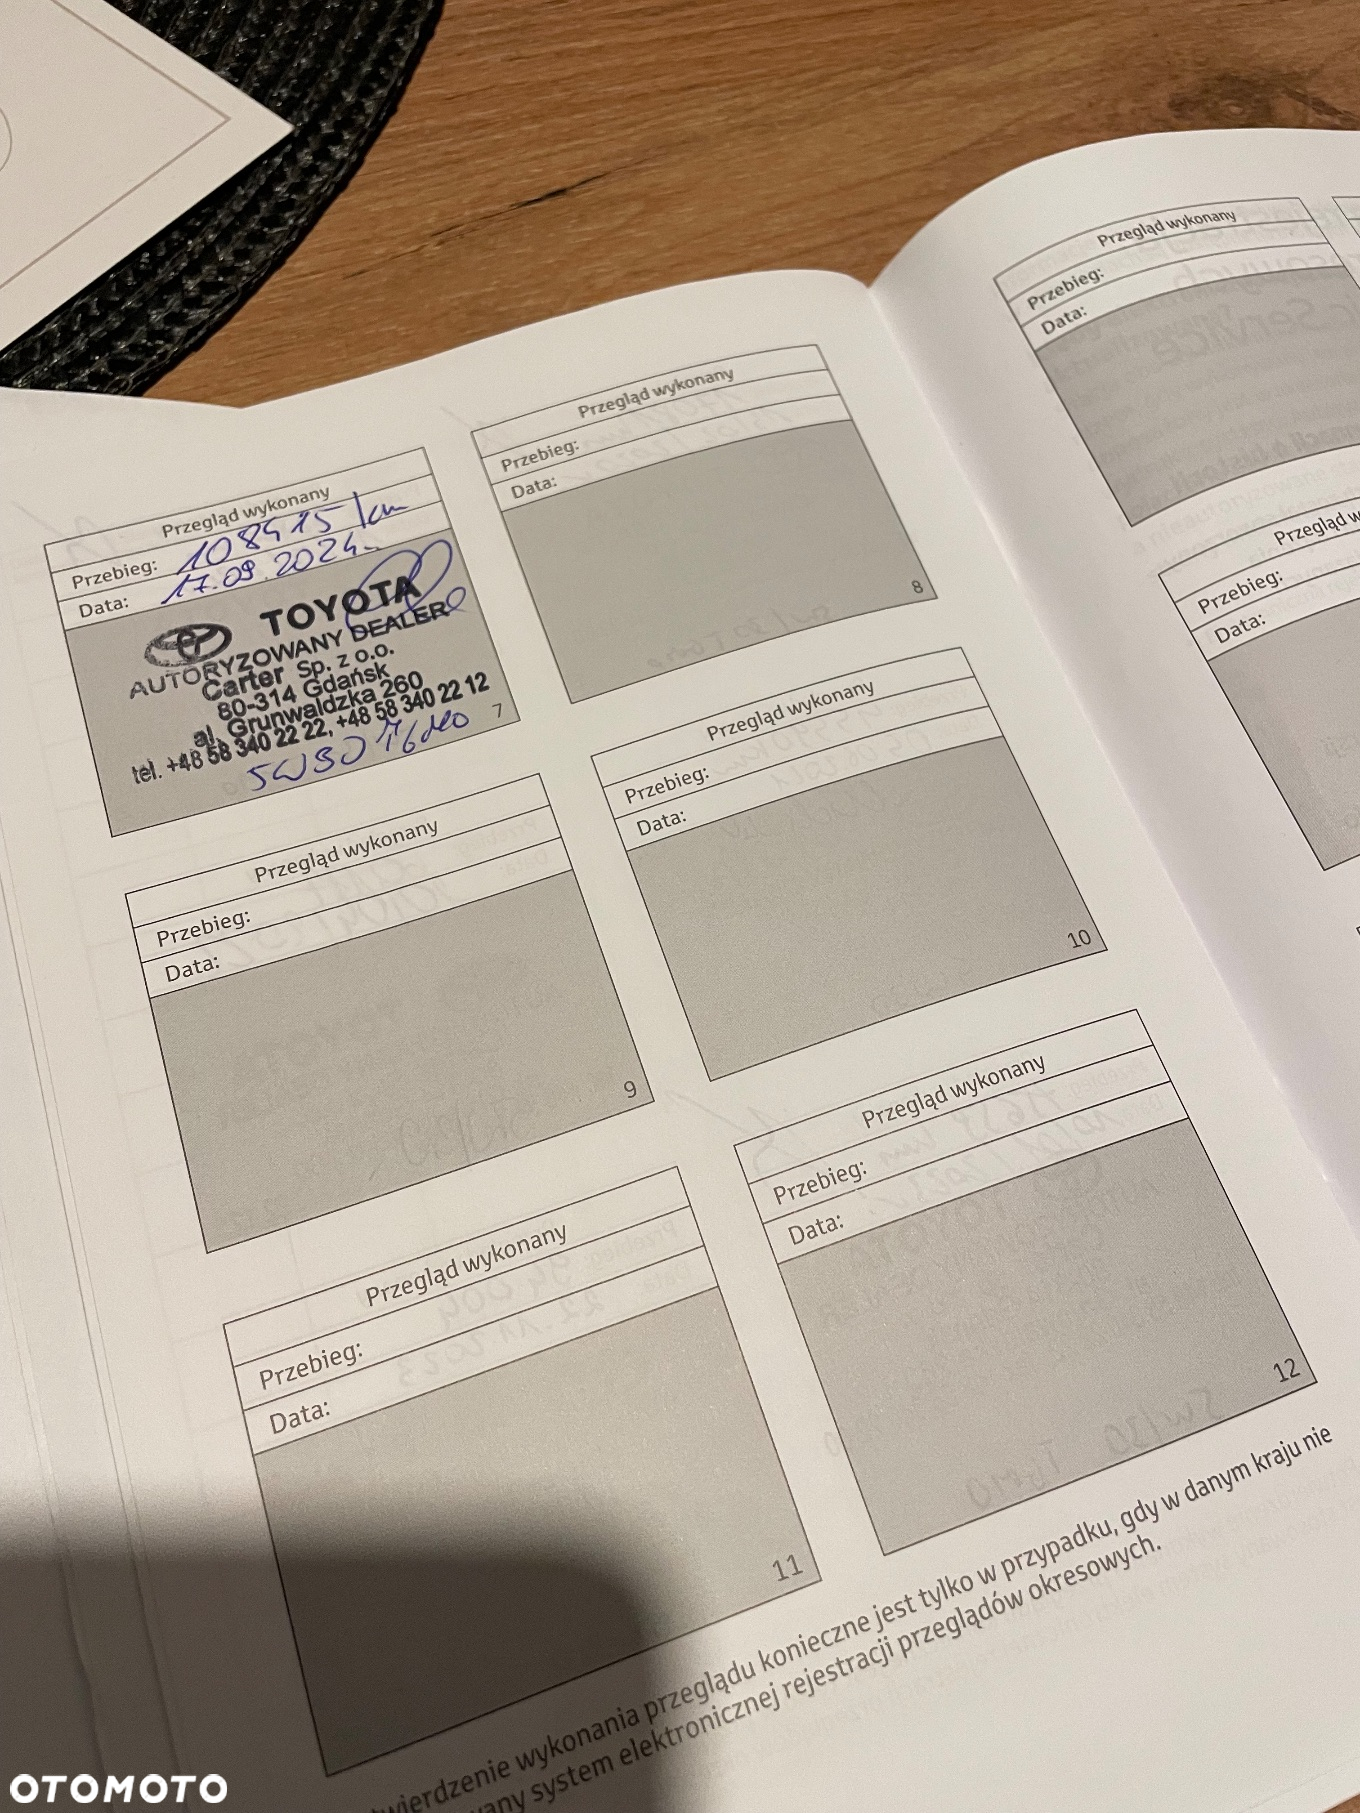 Przegląd wykonany
Przebieg: 108415 km
Data: 17.09.2024
TOYOTA
AUTORYZOWANY DEALER
Carter Sp. z o.o.
80-314 Gdańsk
al. Grunwaldzka 260
tel. +48 58 340 22 22, +48 58 340 22 12
7
5W30
Przegląd wykonany
Przebieg:
Data:
8
Przegląd wykonany
Przebieg:
Data:
9
Przegląd wykonany
Przebieg:
Data:
10
Przegląd wykonany
Przebieg:
Data:
11
Przegląd wykonany
Przebieg:
Data:
12
wykonania przeglądu konieczne jest tylko w przypadku, gdy w danym kraju nie
system elektronicznej rejestracji przeglądów okresowych.
Przegląd wykonany
Przebieg:
Data:
Przegląd
Przebieg:
Data:
OTOMOTO